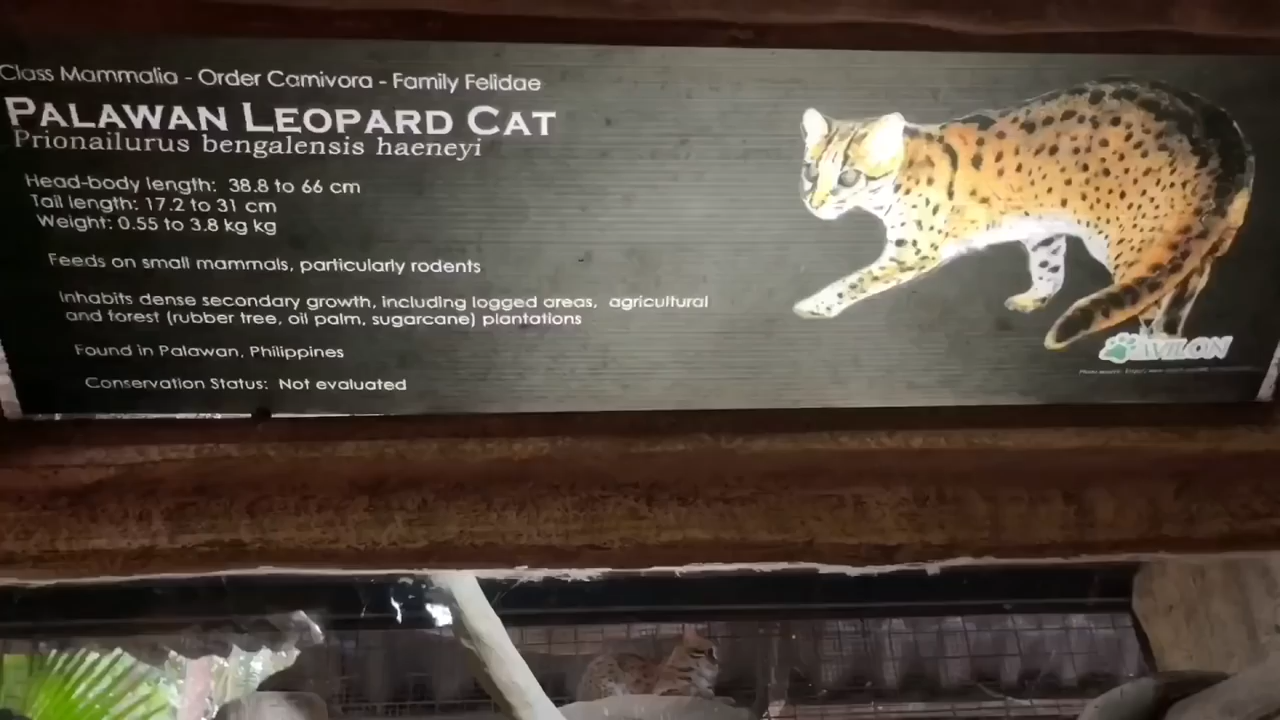 Class Mammalia - Order Carnivora - Family Felidae
PALAWAN LEOPARD CAT
Prionailurus bengalensis haeneyi
Head-body length: 38.8 to 66 cm
Tail length: 17.2 to 31 cm
Weight: 0.55 to 3.8 kg kg
Feeds on small mammals, particularly rodents
Inhabits dense secondary growth, including logged areas, agricultural
and forest (rubber tree, oil palm, sugarcane) plantations
Found in Palawan, Philippines
Conservation Status: Not evaluated
AVILON